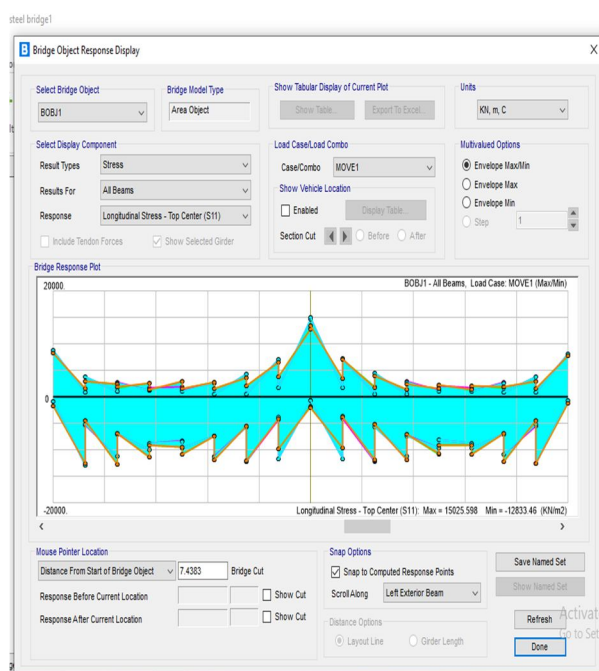 steel bridge1
B Bridge Object Response Display X
Select Bridge Object
BOBJ1
Bridge Model Type
Area Object
Show Tabular Display of Current Plot
Show Table...
Export To Excel...
Units
KN, m, C
Select Display Component
Result Types Stress
Results For All Beams
Response Longitudinal Stress - Top Center (S11)
Include Tendon Forces
Show Selected Girder
Load Case/Load Combo
Case/Combo MOVE1
Show Vehicle Location
Enabled
Display Table...
Section Cut Before After
Multivalued Options
Envelope Max/Min
Envelope Max
Envelope Min
Step 1
Bridge Response Plot
20000.
BOBJ1 - All Beams, Load Case: MOVE1 (Max/Min)
0
-20000.
Longitudinal Stress - Top Center (S11): Max = 15025.598 Min = -12833.46 (KN/m2)
Mouse Pointer Location
Distance From Start of Bridge Object 7.4383 Bridge Cut
Response Before Current Location Show Cut
Response After Current Location Show Cut
Snap Options
Snap to Computed Response Points
Scroll Along Left Exterior Beam
Distance Options
Layout Line Girder Length
Save Named Set
Show Named Set
Refresh
Done
Activat
Go to Set